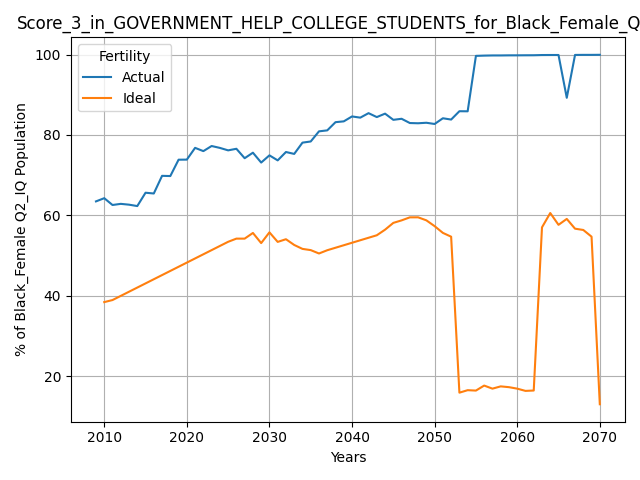 Score_3_in_GOVERNMENT_HELP_COLLEGE_STUDENTS_for_Black_Female_Q
Fertility
Actual
Ideal
% of Black_Female Q2_IQ Population
100
80
60
40
20
2010 2020 2030 2040 2050 2060 2070
Years